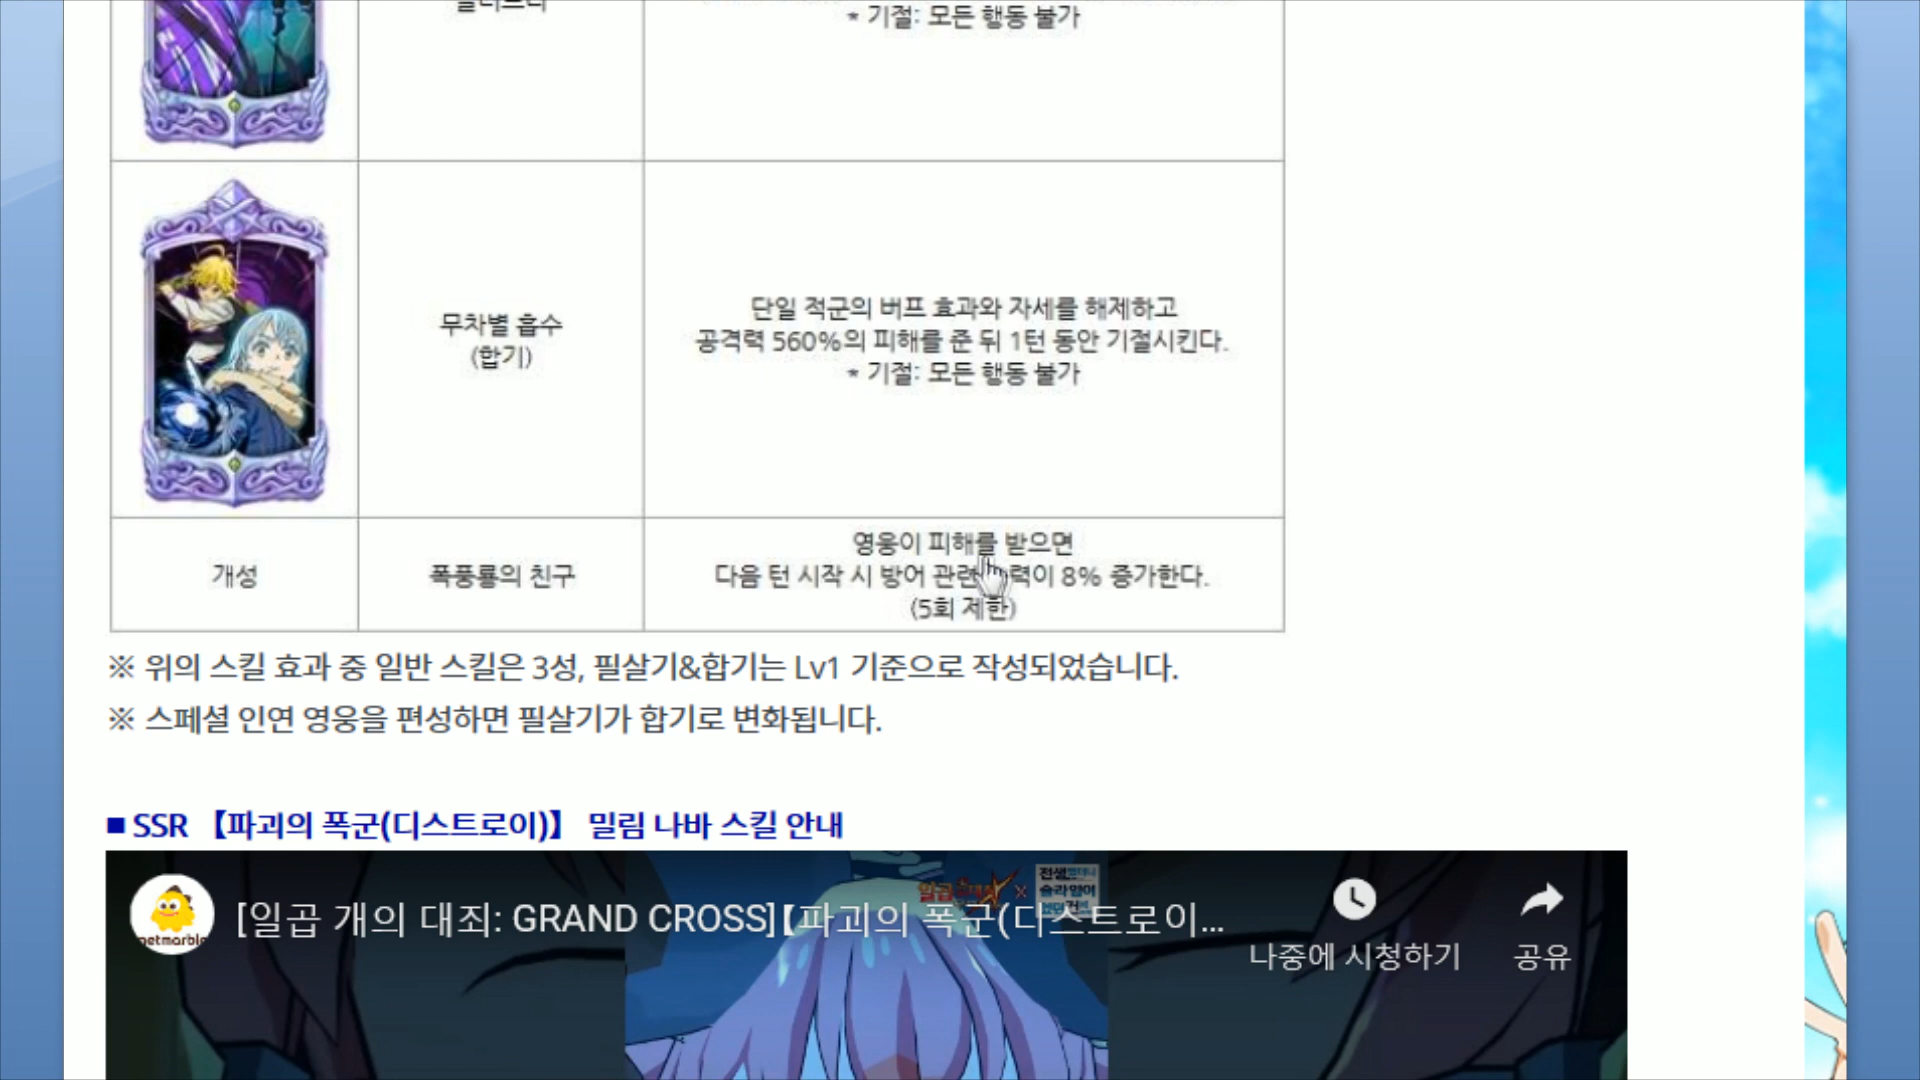 * 기절: 모든 행동 불가
무차별 흡수
(합기)
단일 적군의 버프 효과와 자세를 해제하고
공격력 560%의 피해를 준 뒤 1턴 동안 기절시킨다.
* 기절: 모든 행동 불가
개성
폭풍룡의 친구
영웅이 피해를 받으면
다음 턴 시작 시 방어 관련 력이 8% 증가한다.
(5회 제한)
※ 위의 스킬 효과 중 일반 스킬은 3성, 필살기&합기는 Lv1 기준으로 작성되었습니다.
※ 스페셜 인연 영웅을 편성하면 필살기가 합기로 변화됩니다.
■ SSR 【파괴의 폭군(디스트로이)】 밀림 나바 스킬 안내
netmarble
[일곱 개의 대죄: GRAND CROSS]【파괴의 폭군(디스트로이...
나중에 시청하기
공유